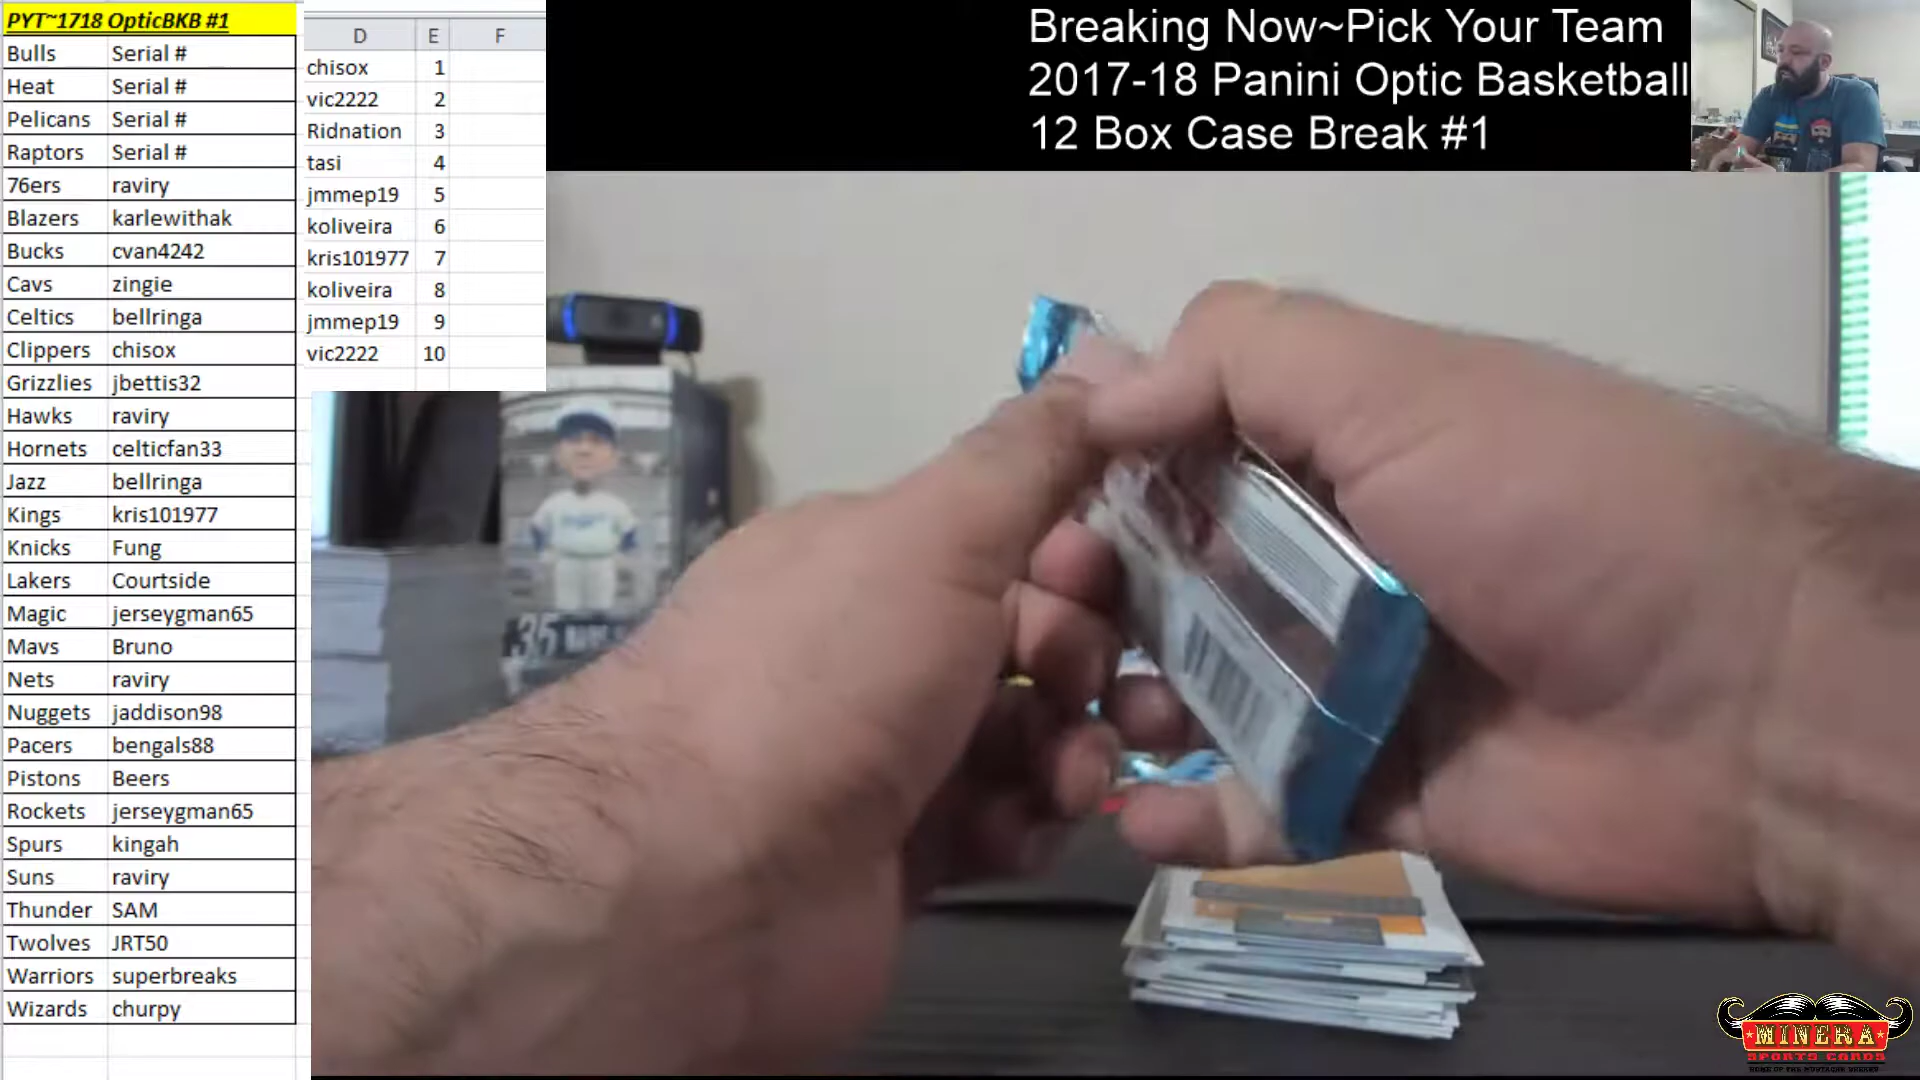 PYT~1718 OpticBKB #1
Bulls Serial #
Heat Serial #
Pelicans Serial #
Raptors Serial #
76ers raviry
Blazers karlewithak
Bucks cvan4242
Cavs zingie
Celtics bellringa
Clippers chisox
Grizzlies jbettis32
Hawks raviry
Hornets celticfan33
Jazz bellringa
Kings kris101977
Knicks Fung
Lakers Courtside
Magic jerseygman65
Mavs Bruno
Nets raviry
Nuggets jaddison98
Pacers bengals88
Pistons Beers
Rockets jerseygman65
Spurs kingah
Suns raviry
Thunder SAM
Twolves JRT50
Warriors superbreaks
Wizards churpy
D E F
chisox 1
vic2222 2
Ridnation 3
tasi 4
jmmep19 5
koliveira 6
kris101977 7
koliveira 8
jmmep19 9
vic2222 10
Breaking Now~Pick Your Team
2017-18 Panini Optic Basketball
12 Box Case Break #1
35
MINERA
SPORTS CARDS